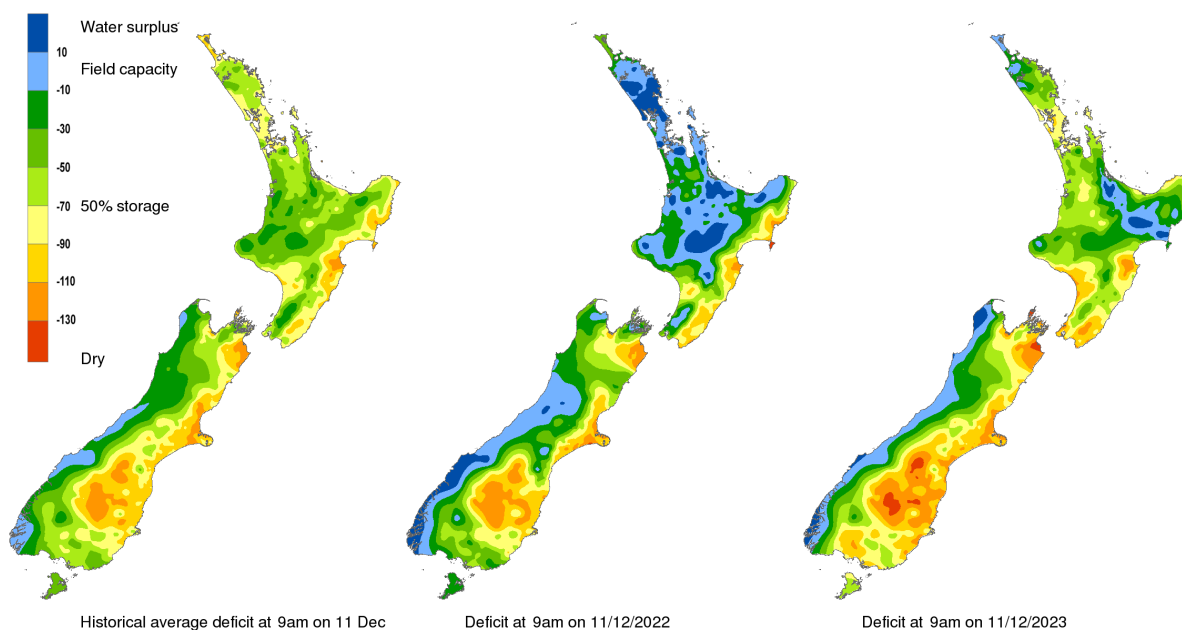 Water surplus
10
Field capacity
-10
-30
-50
50% storage
-70
-90
-110
-130
Dry
Historical average deficit at 9am on 11 Dec
Deficit at 9am on 11/12/2022
Deficit at 9am on 11/12/2023